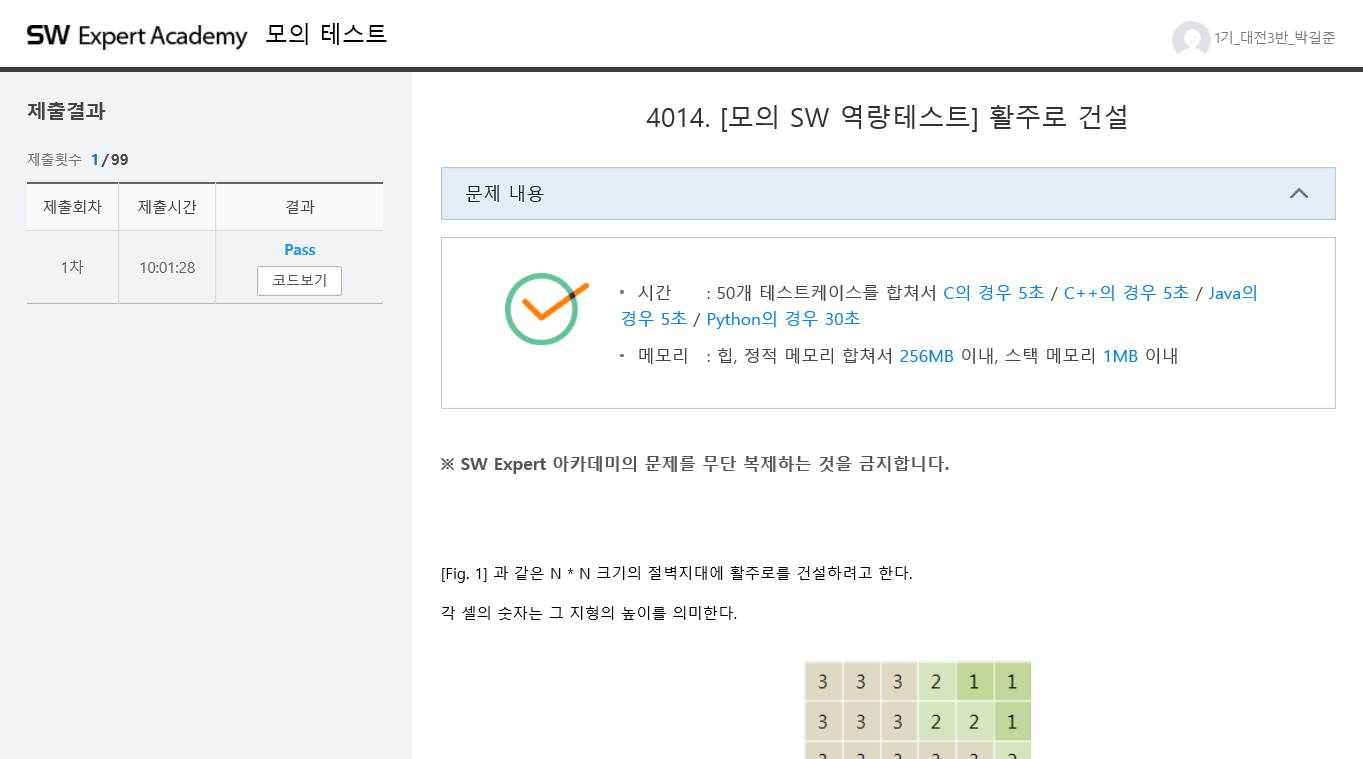 SW Expert Academy 모의 테스트
1기_대전3반_박길준
제출결과
제출횟수 1/99
제출회차 제출시간 결과
1차 10:01:28 Pass
코드보기
4014. [모의 SW 역량테스트] 활주로 건설
문제 내용
시간 : 50개 테스트케이스를 합쳐서 C의 경우 5초 / C++의 경우 5초 / Java의
경우 5초 / Python의 경우 30초
메모리 : 힙, 정적 메모리 합쳐서 256MB 이내, 스택 메모리 1MB 이내
※ SW Expert 아카데미의 문제를 무단 복제하는 것을 금지합니다.
[Fig. 1] 과 같은 N * N 크기의 절벽지대에 활주로를 건설하려고 한다.
각 셀의 숫자는 그 지형의 높이를 의미한다.
3 3 3 2 1 1
3 3 3 2 2 1